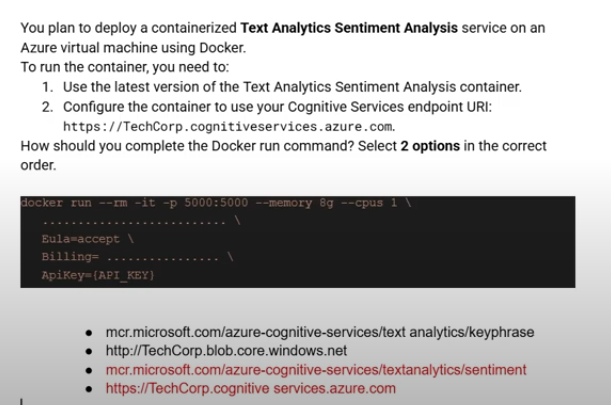 You plan to deploy a containerized Text Analytics Sentiment Analysis service on an
Azure virtual machine using Docker.
To run the container, you need to:
1. Use the latest version of the Text Analytics Sentiment Analysis container.
2. Configure the container to use your Cognitive Services endpoint URI:
https://TechCorp.cognitiveservices.azure.com.
How should you complete the Docker run command? Select 2 options in the correct
order.
docker run --rm -it -p 5000:5000 --memory 8g --cpus 1 \
.......................... \
Eula=accept \
Billing= ................ \
ApiKey={API_KEY}
• mcr.microsoft.com/azure-cognitive-services/text analytics/keyphrase
• http://TechCorp.blob.core.windows.net
• mcr.microsoft.com/azure-cognitive-services/textanalytics/sentiment
• https://TechCorp.cognitive services.azure.com